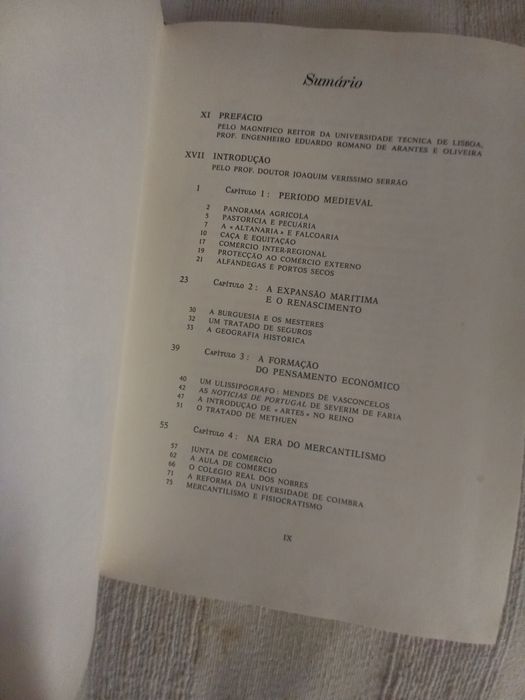 Sumário
XI PREFACIO
PELO MAGNIFICO REITOR DA UNIVERSIDADE TECNICA DE LISBOA,
PROF. ENGENHEIRO EDUARDO ROMANO DE ARANTES E OLIVEIRA
XVII INTRODUÇÃO
PELO PROF. DOUTOR JOAQUIM VERISSIMO SERRÃO
1 CAPÍTULO 1: PERIODO MEDIEVAL
2 PANORAMA AGRICOLA
5 PASTORICIA E PECUARIA
7 A «ALTANARIA» E FALCOARIA
10 CAÇA E EQUITAÇÃO
17 COMERCIO INTER-REGIONAL
19 PROTECÇÃO AO COMERCIO EXTERNO
21 ALFANDEGAS E PORTOS SECOS
23 CAPÍTULO 2: A EXPANSÃO MARITIMA
E O RENASCIMENTO
30 A BURGUESIA E OS MESTERES
32 UM TRATADO DE SEGUROS
33 A GEOGRAFIA HISTORICA
39 CAPÍTULO 3: A FORMAÇÃO
DO PENSAMENTO ECONOMICO
40 UM ULISSIPOGRAFO: MENDES DE VASCONCELOS
42 AS NOTICIAS DE PORTUGAL DE SEVERIM DE FARIA
47 A INTRODUÇÃO DE «ARTES» NO REINO
51 O TRATADO DE METHUEN
55 CAPÍTULO 4: NA ERA DO MERCANTILISMO
57 JUNTA DE COMERCIO
62 A AULA DE COMERCIO
66 O COLEGIO REAL DOS NOBRES
71 A REFORMA DA UNIVERSIDADE DE COIMBRA
75 MERCANTILISMO E FISIOCRATISMO
IX